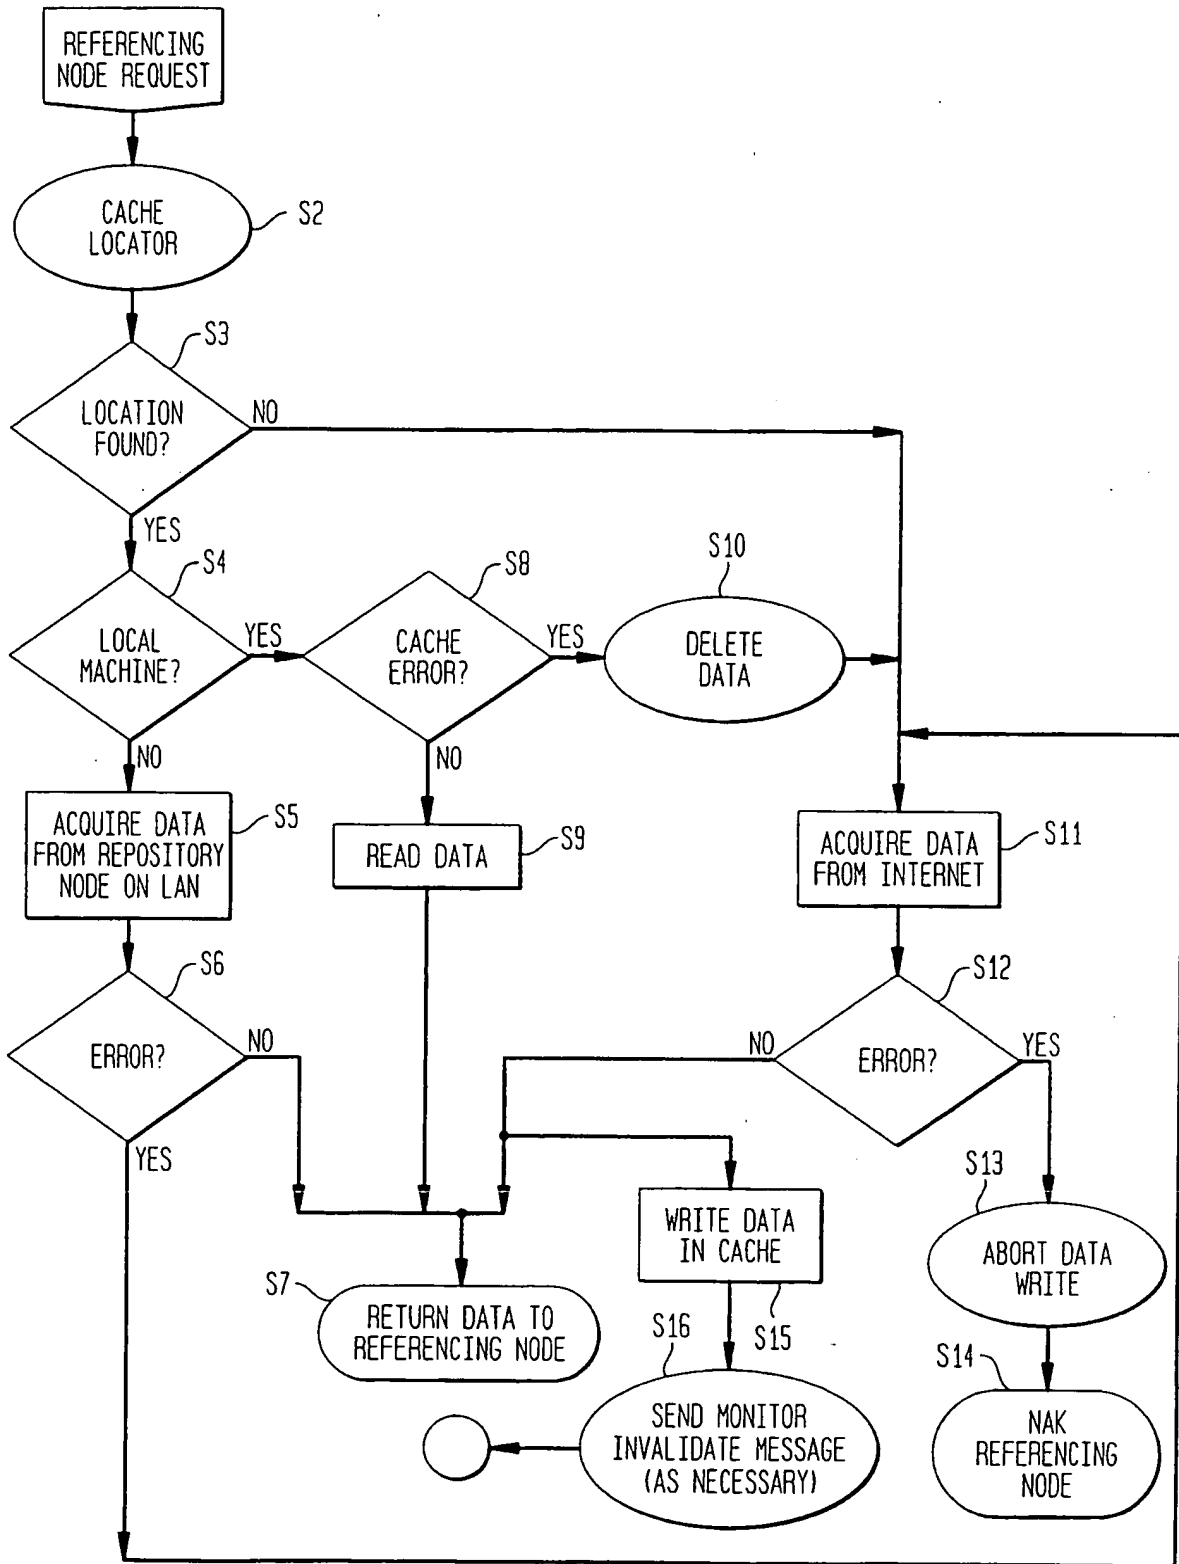 REFERENCING
NODE REQUEST
CACHE
LOCATOR
S2
S3
LOCATION
FOUND?
NO
YES
S4
LOCAL
MACHINE?
YES
NO
S8
CACHE
ERROR?
YES
NO
S10
DELETE
DATA
ACQUIRE DATA
FROM REPOSITORY
NODE ON LAN
S5
READ DATA
S9
ACQUIRE DATA
FROM INTERNET
S11
S6
ERROR?
NO
YES
S12
ERROR?
NO
YES
S13
ABORT DATA
WRITE
WRITE DATA
IN CACHE
S15
S7
RETURN DATA TO
REFERENCING NODE
S16
SEND MONITOR
INVALIDATE MESSAGE
(AS NECESSARY)
S14
NAK
REFERENCING
NODE